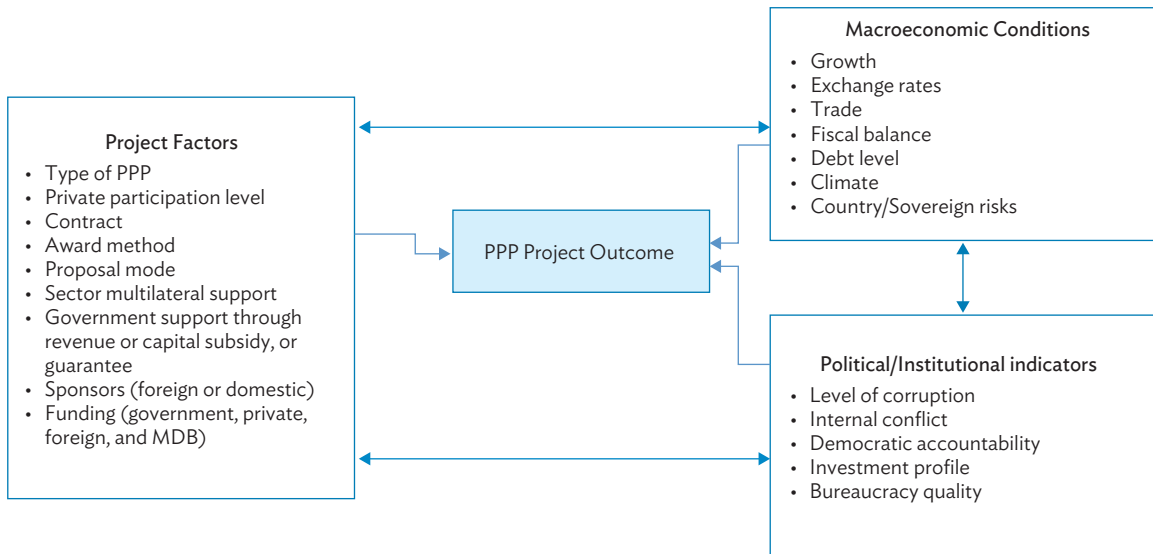 Project Factors
• Type of PPP
• Private participation level
• Contract
• Award method
• Proposal mode
• Sector multilateral support
• Government support through
revenue or capital subsidy, or
guarantee
• Sponsors (foreign or domestic)
• Funding (government, private,
foreign, and MDB)
PPP Project Outcome
Macroeconomic Conditions
• Growth
• Exchange rates
• Trade
• Fiscal balance
• Debt level
• Climate
• Country/Sovereign risks
Political/Institutional indicators
• Level of corruption
• Internal conflict
• Democratic accountability
• Investment profile
• Bureaucracy quality